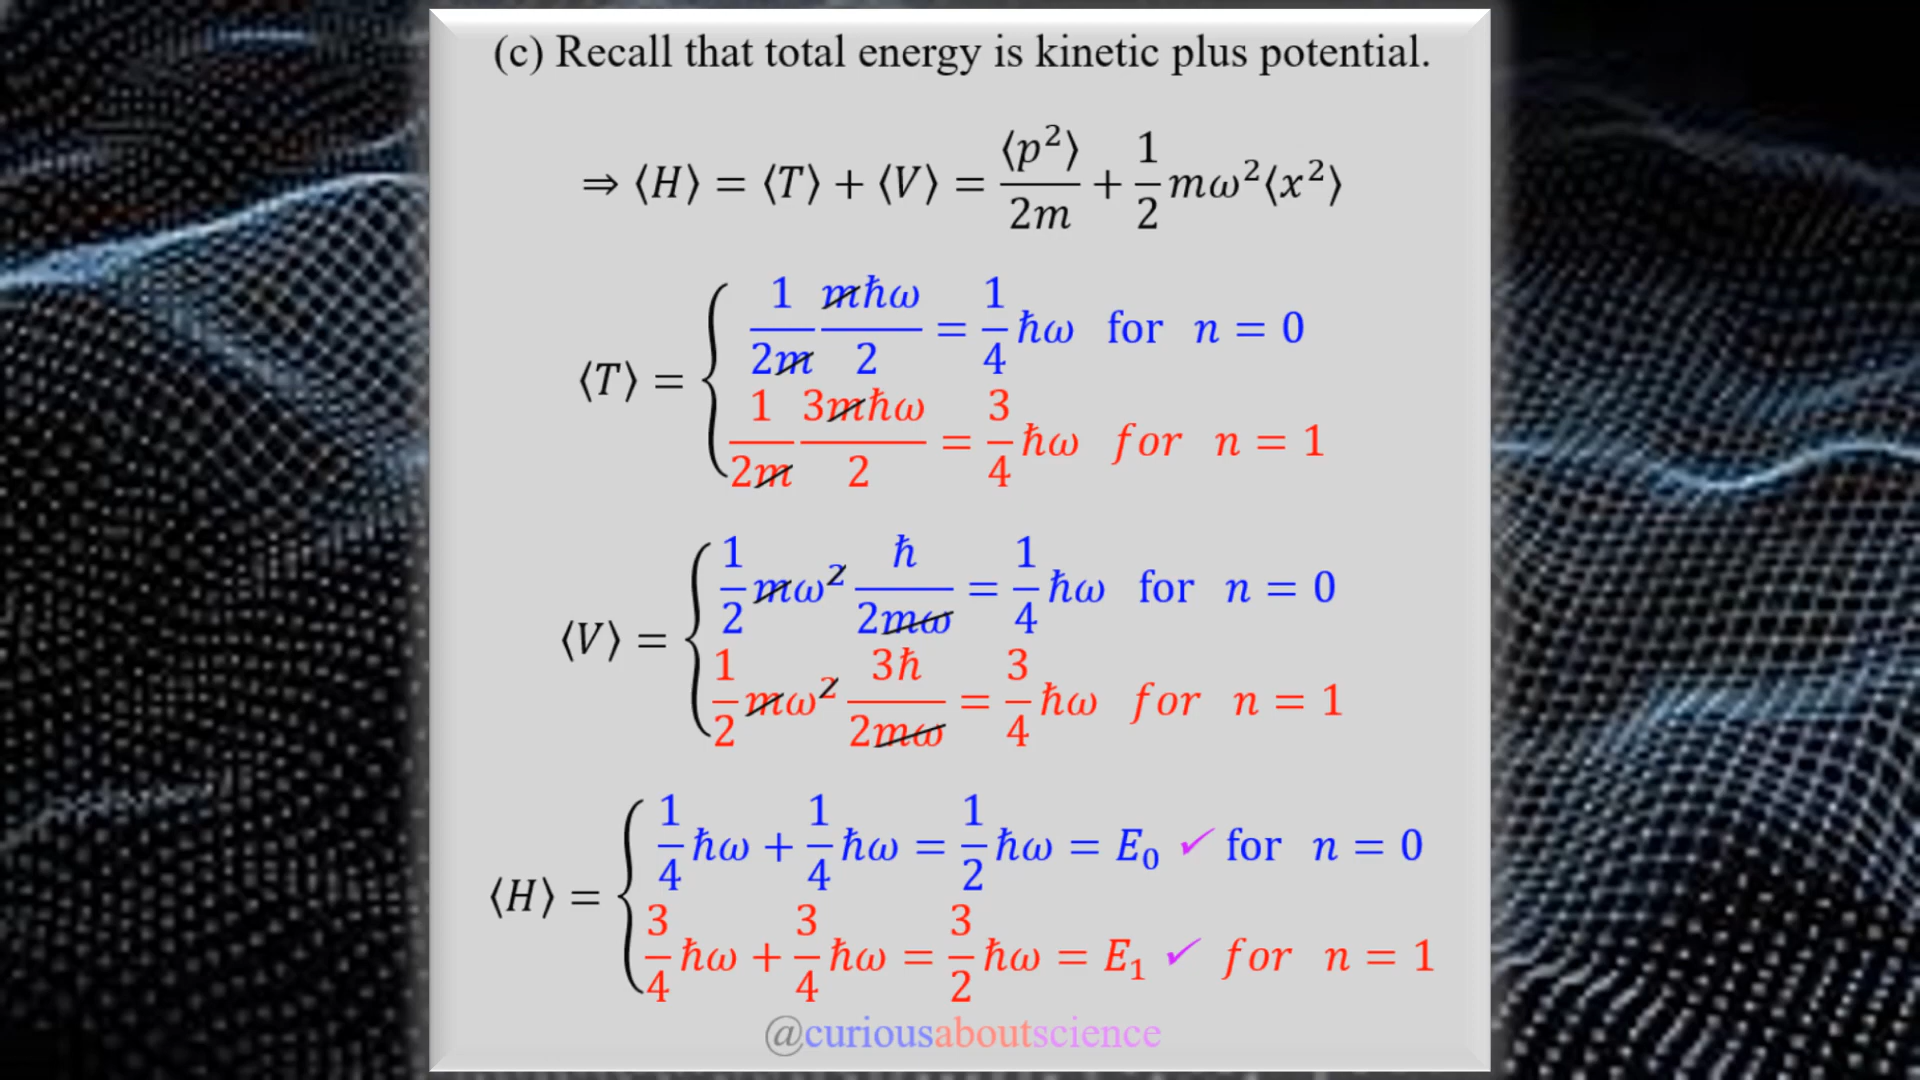 (c) Recall that total energy is kinetic plus potential.
⇒ ⟨H⟩ = ⟨T⟩ + ⟨V⟩ = ⟨p²⟩/2m + 1/2 mω²⟨x²⟩
⟨T⟩ = { 1/2m mħω/2 = 1/4 ħω for n = 0
1/2m 3mħω/2 = 3/4 ħω for n = 1
⟨V⟩ = { 1/2 mω² ħ/2mω = 1/4 ħω for n = 0
1/2 mω² 3ħ/2mω = 3/4 ħω for n = 1
⟨H⟩ = { 1/4 ħω + 1/4 ħω = 1/2 ħω = E₀ ✓ for n = 0
3/4 ħω + 3/4 ħω = 3/2 ħω = E₁ ✓ for n = 1
@curiousaboutscience